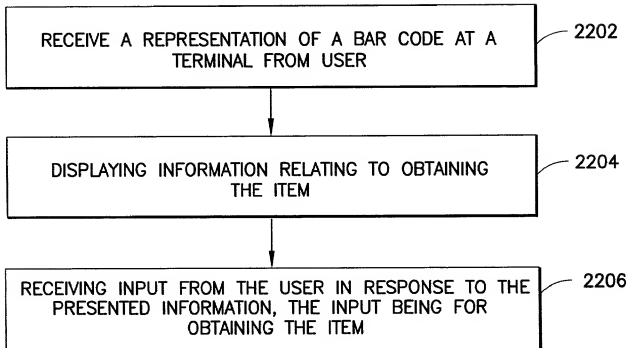 RECEIVE A REPRESENTATION OF A BAR CODE AT A
TERMINAL FROM USER
2202
DISPLAYING INFORMATION RELATING TO OBTAINING
THE ITEM
2204
RECEIVING INPUT FROM THE USER IN RESPONSE TO THE
PRESENTED INFORMATION, THE INPUT BEING FOR
OBTAINING THE ITEM
2206